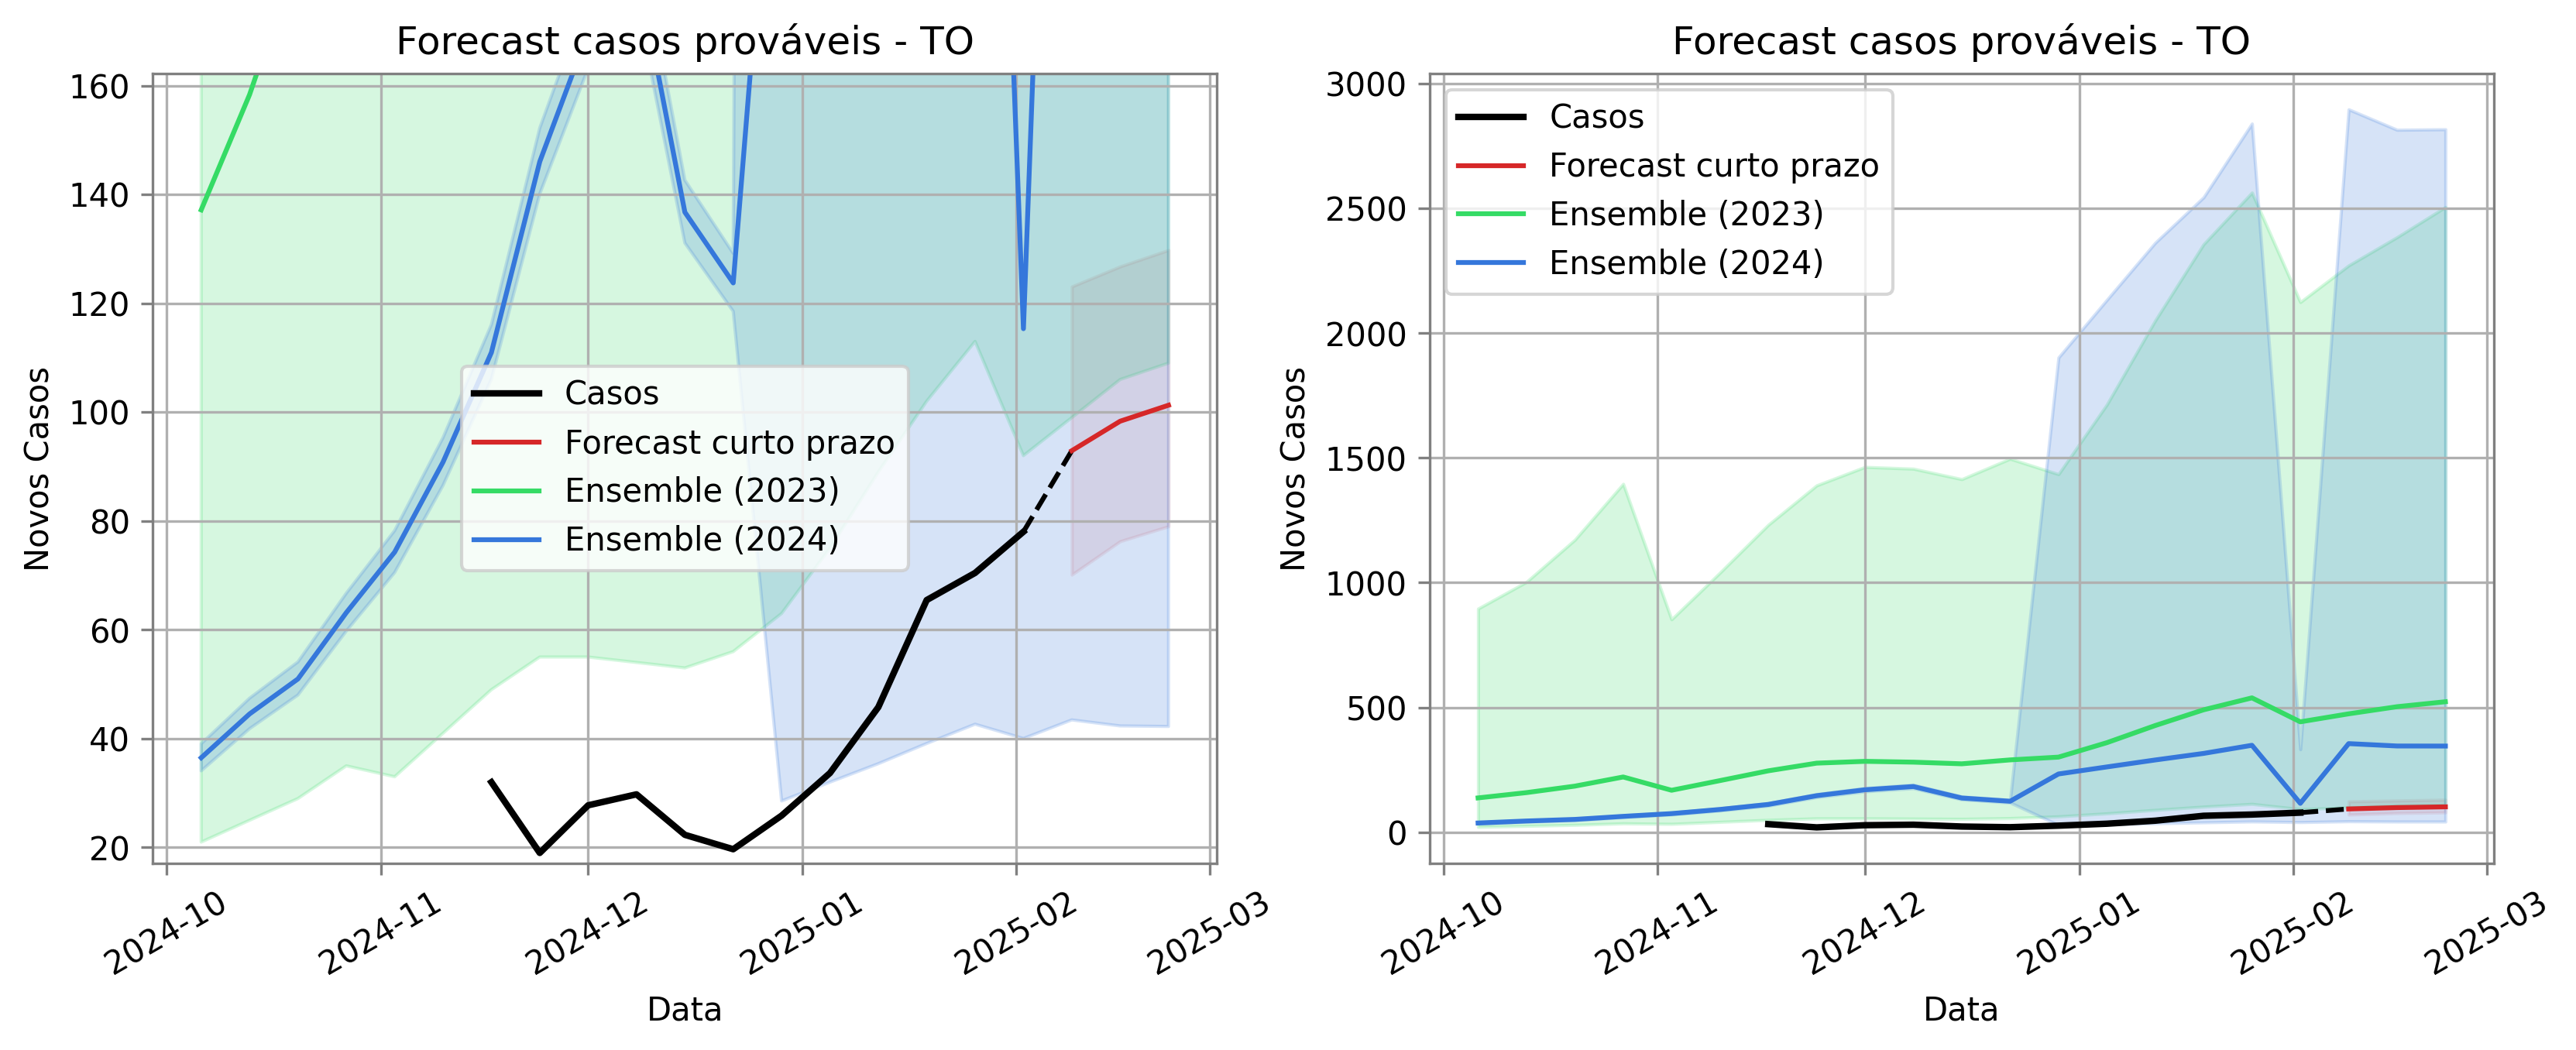 Forecast casos prováveis - TO
Novos Casos
160
140
120
100
80
60
40
20
Casos
Forecast curto prazo
Ensemble (2023)
Ensemble (2024)
2024-10
2024-11
2024-12
2025-01
2025-02
2025-03
Data
Forecast casos prováveis - TO
Novos Casos
3000
2500
2000
1500
1000
500
0
Casos
Forecast curto prazo
Ensemble (2023)
Ensemble (2024)
2024-10
2024-11
2024-12
2025-01
2025-02
2025-03
Data